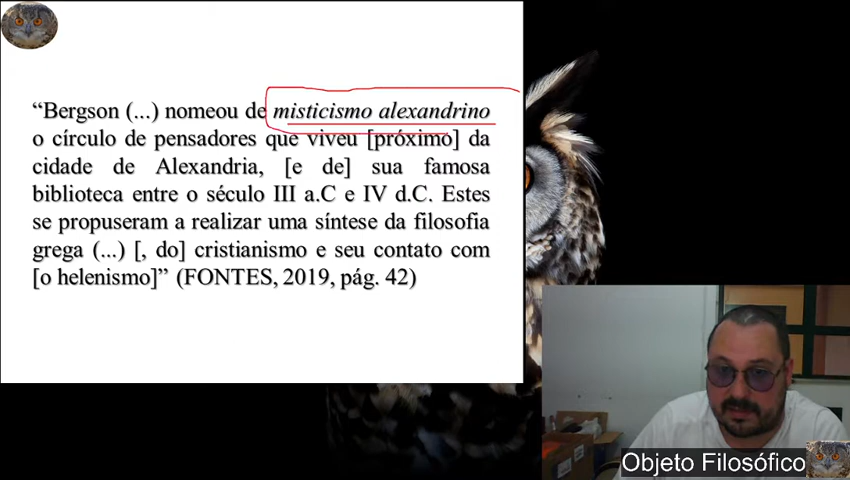 “Bergson (...) nomeou de misticismo alexandrino
o círculo de pensadores que viveu [próximo] da
cidade de Alexandria, [e de] sua famosa
biblioteca entre o século III a.C e IV d.C. Estes
se propuseram a realizar uma síntese da filosofia
grega (...) [, do] cristianismo e seu contato com
[o helenismo]” (FONTES, 2019, pág. 42)
Objeto Filosófico